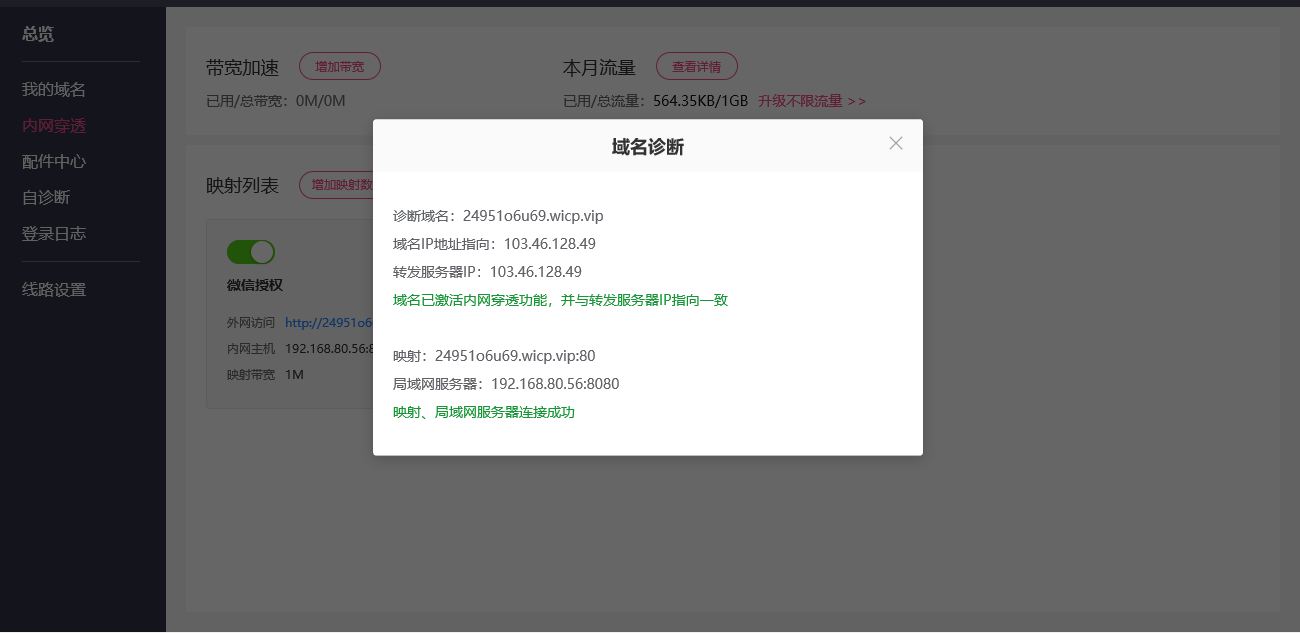 总览
我的域名
内网穿透
配件中心
自诊断
登录日志
线路设置
带宽加速 增加带宽
已用/总带宽：0M/0M
本月流量 查看详情
已用/总流量：564.35KB/1GB 升级不限流量 >>
映射列表 增加映射数
微信授权
外网访问 http://24951o6
内网主机 192.168.80.56:8
映射带宽 1M
域名诊断
诊断域名：24951o6u69.wicp.vip
域名IP地址指向：103.46.128.49
转发服务器IP：103.46.128.49
域名已激活内网穿透功能，并与转发服务器IP指向一致
映射：24951o6u69.wicp.vip:80
局域网服务器：192.168.80.56:8080
映射、局域网服务器连接成功